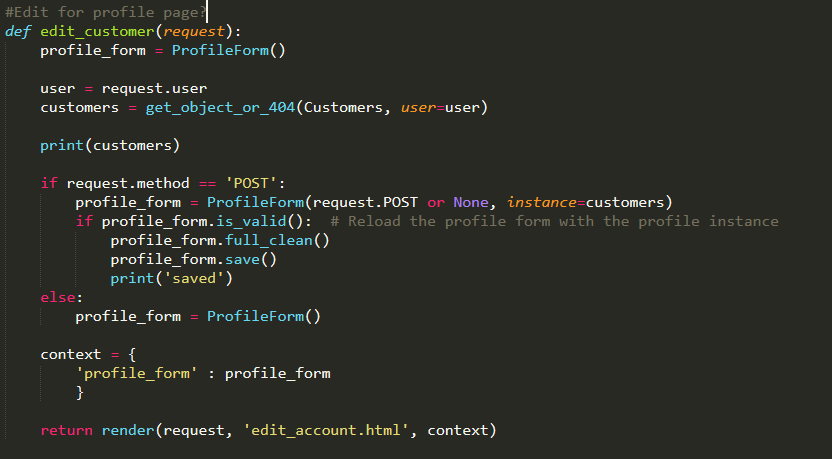 #Edit for profile page?
def edit_customer(request):
profile_form = ProfileForm()
user = request.user
customers = get_object_or_404(Customers, user=user)
print(customers)
if request.method == 'POST':
profile_form = ProfileForm(request.POST or None, instance=customers)
if profile_form.is_valid():  # Reload the profile form with the profile instance
profile_form.full_clean()
profile_form.save()
print('saved')
else:
profile_form = ProfileForm()
context = {
'profile_form' : profile_form
}
return render(request, 'edit_account.html', context)